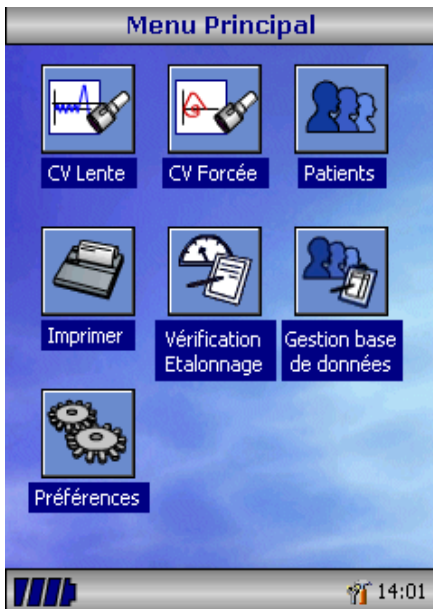 Menu Principal
CV Lente
CV Forcée
Patients
Imprimer
Vérification
Etalonnage
Gestion base
de données
Préférences
14:01